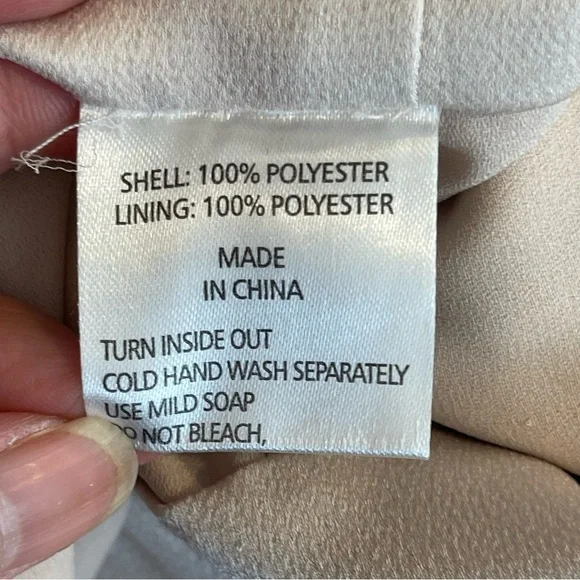 SHELL: 100% POLYESTER
LINING: 100% POLYESTER
MADE
IN CHINA
TURN INSIDE OUT
COLD HAND WASH SEPARATELY
USE MILD SOAP
DO NOT BLEACH,